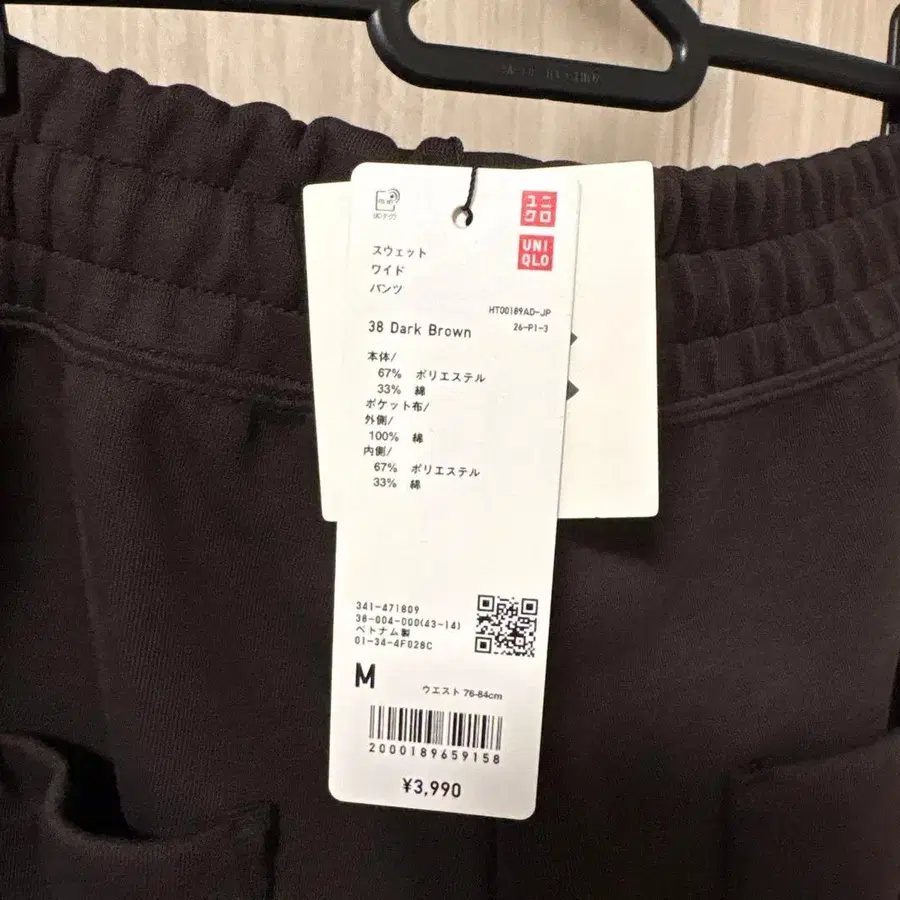 ユニ
クロ
UNI
QLO
スウェット
ワイド
パンツ
HT00189AD-JP
38 Dark Brown
26-P1-3
本体/
67% ポリエステル
33% 綿
ポケット布/
外側/
100% 綿
内側/
67% ポリエステル
33% 綿
341-471809
38-004-000(43-14)
ベトナム製
01-34-4F028C
M
ウエスト 76-84cm
2000189659158
¥3,990